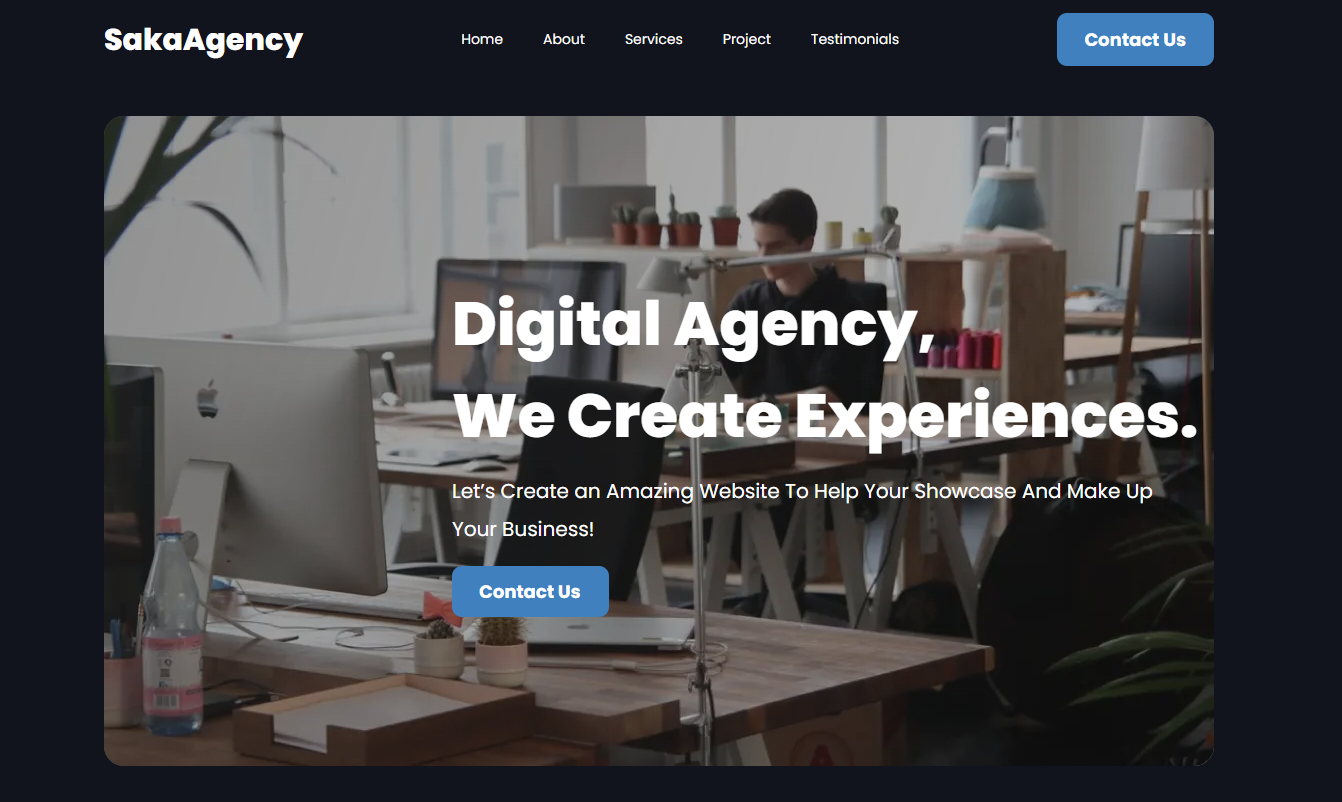 SakaAgency
Home
About
Services
Project
Testimonials
Contact Us
Digital Agency,
We Create Experiences.
Let’s Create an Amazing Website To Help Your Showcase And Make Up
Your Business!
Contact Us